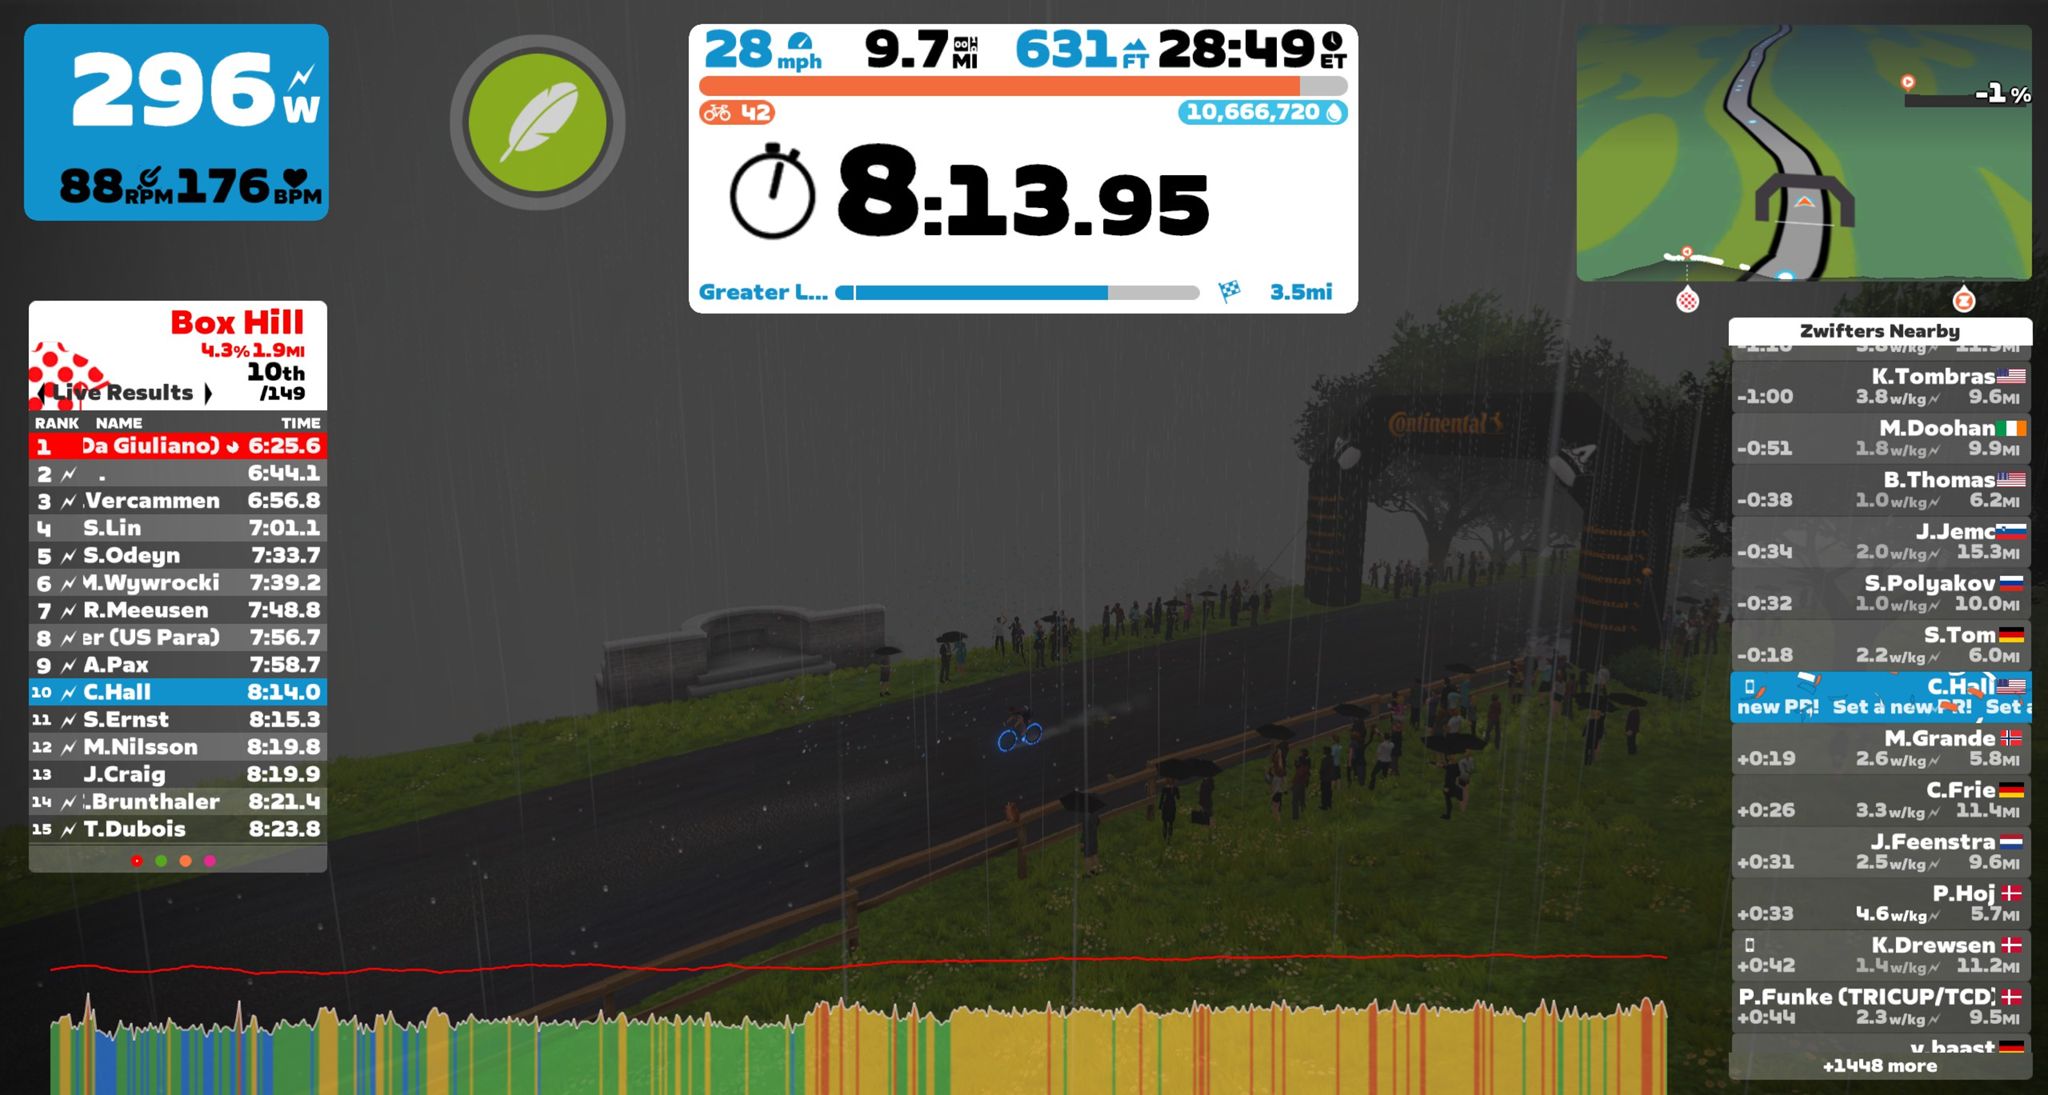 296 W
88 RPM 176 BPM
28 mph 9.7 MI 631 FT 28:49 ET
42 10,666,720
8:13.95
Greater L... 3.5mi
-1 %
Box Hill
4.3% 1.9MI
10th
Live Results /149
RANK NAME TIME
1 Da Giuliano) 6:25.6
2 . 6:44.1
3 .Vercammen 6:56.8
4 S.Lin 7:01.1
5 S.Odeyn 7:33.7
6 M.Wywrocki 7:39.2
7 R.Meeusen 7:48.8
8 er (US Para) 7:56.7
9 A.Pax 7:58.7
10 C.Hall 8:14.0
11 S.Ernst 8:15.3
12 M.Nilsson 8:19.8
13 J.Craig 8:19.9
14 .Brunthaler 8:21.4
15 T.Dubois 8:23.8
Continental
Zwifters Nearby
K.Tombras
-1:00 3.8w/kg 9.6MI
M.Doohan
-0:51 1.8w/kg 9.9MI
B.Thomas
-0:38 1.0w/kg 6.2MI
J.Jemc
-0:34 2.0w/kg 15.3MI
S.Polyakov
-0:32 1.0w/kg 10.0MI
S.Tom
-0:18 2.2w/kg 6.0MI
C.Hall
new PR! Set a new PR! Set a
M.Grande
+0:19 2.6w/kg 5.8MI
C.Frie
+0:26 3.3w/kg 11.4MI
J.Feenstra
+0:31 2.5w/kg 9.6MI
P.Hoj
+0:33 4.6w/kg 5.7MI
K.Drewsen
+0:42 1.4w/kg 11.2MI
P.Funke (TRICUP/TCD)
+0:44 2.3w/kg 9.5MI
v.baast
+1448 more